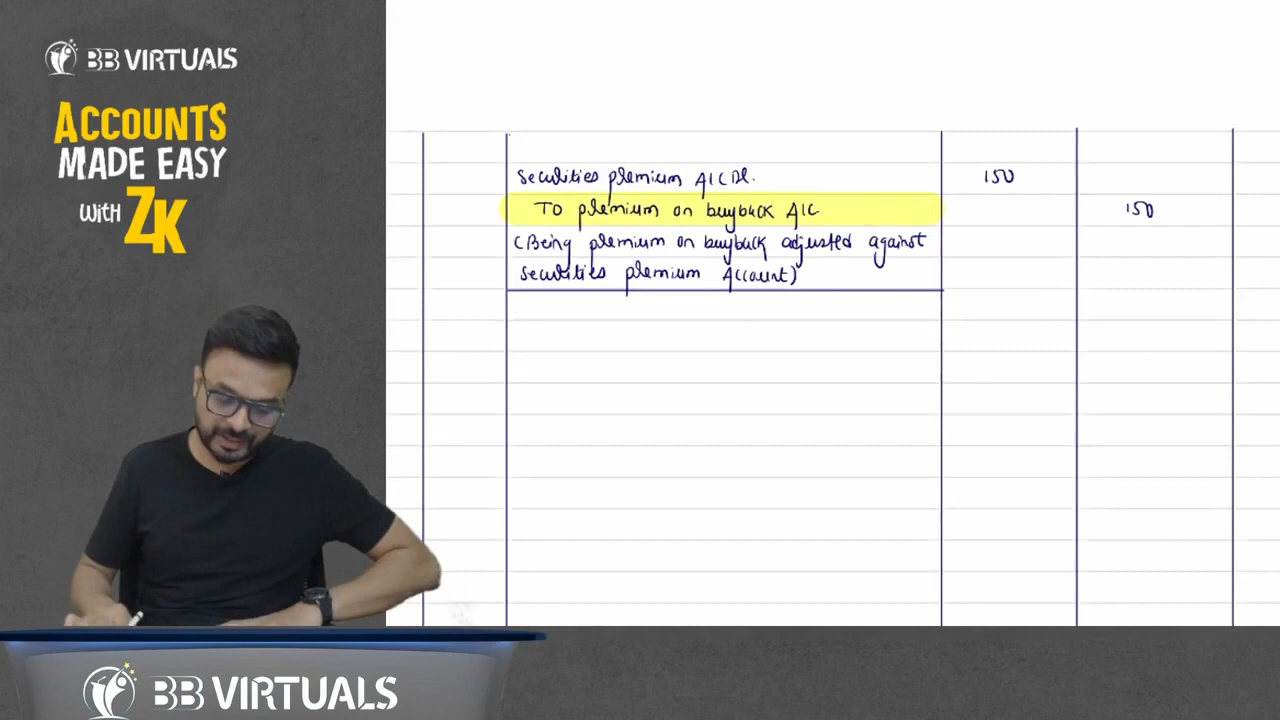 BB VIRTUALS
ACCOUNTS
MADE EASY
WITH ZK
Securities premium A/C Dr. 150
To premium on buyback A/C 150
(Being premium on buyback adjusted against
Securities premium Account)
BB VIRTUALS